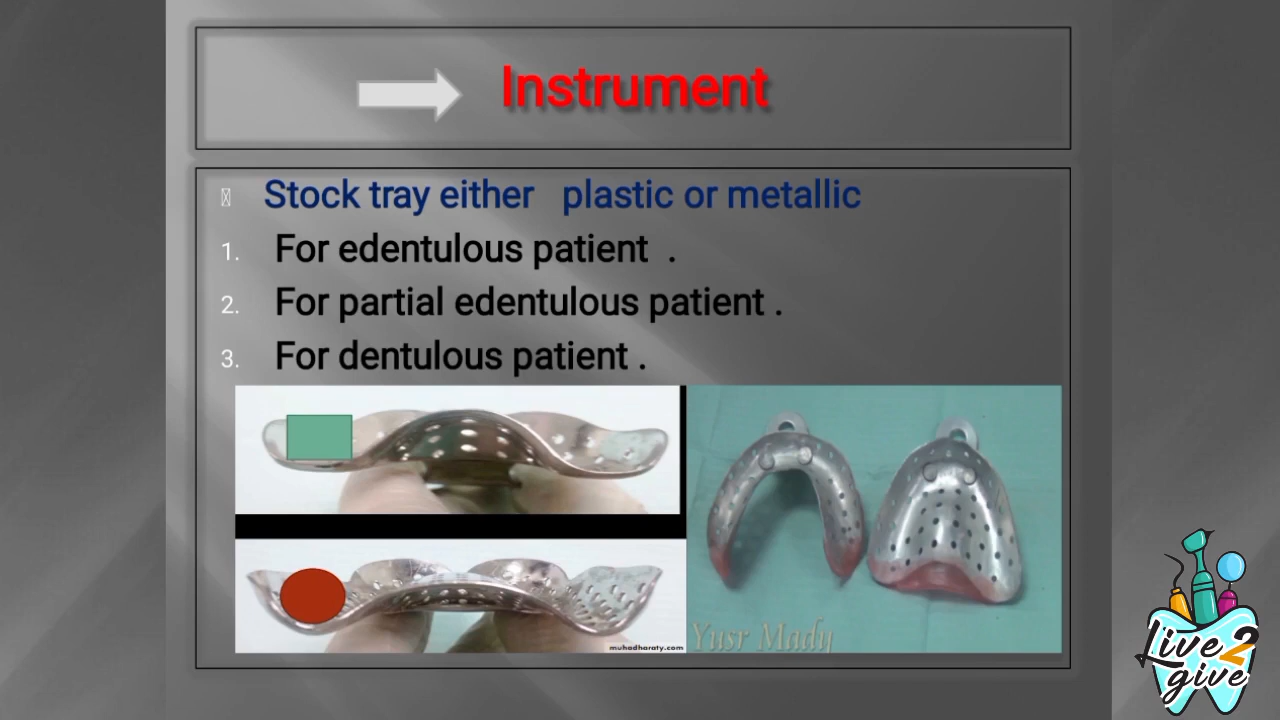 Instrument
Stock tray either plastic or metallic
1. For edentulous patient .
2. For partial edentulous patient .
3. For dentulous patient .
muhadharaty.com
Yusr Mady
Live 2
give